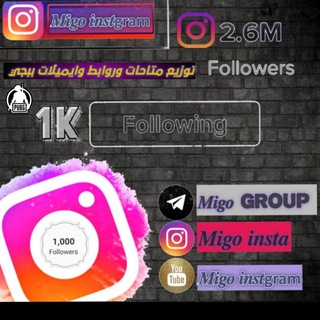 Migo instgram
2.6M
Followers
توزيع متاحات وروابط وايميلات ببجي
PUBG
1K
Following
1,000
Followers
Migo GROUP
Migo insta
You Tube
Migo instgram